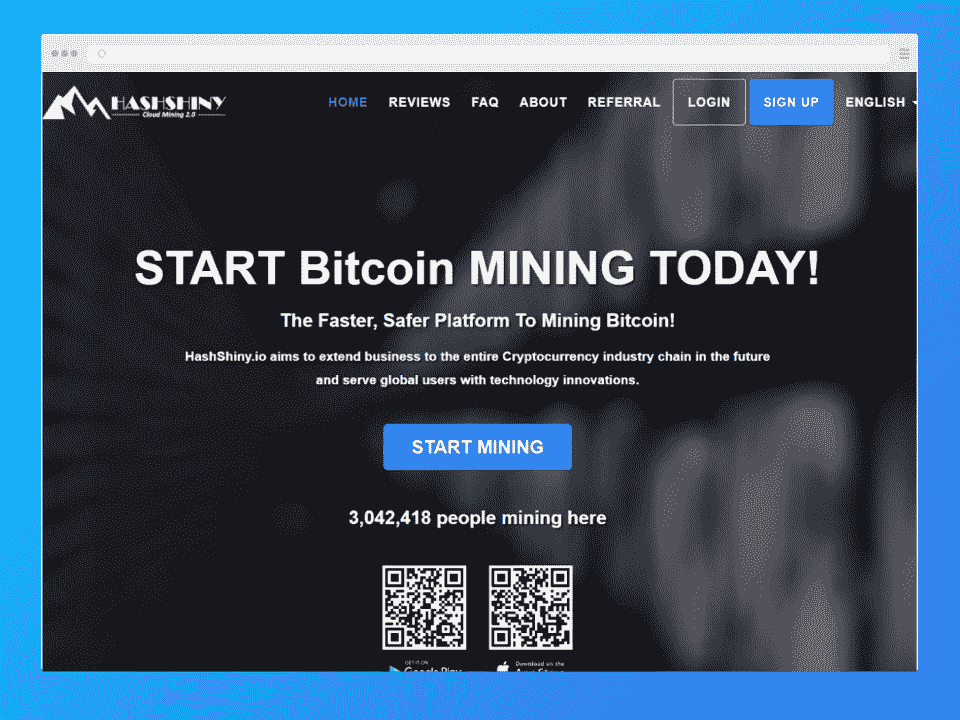 HASHSHINY
Cloud Mining 2.0
HOME REVIEWS FAQ ABOUT REFERRAL LOGIN SIGN UP ENGLISH
START Bitcoin MINING TODAY!
The Faster, Safer Platform To Mining Bitcoin!
HashShiny.io aims to extend business to the entire Cryptocurrency industry chain in the future
and serve global users with technology innovations.
START MINING
3,042,418 people mining here
GET IT ON Download on the
Google Play App Store